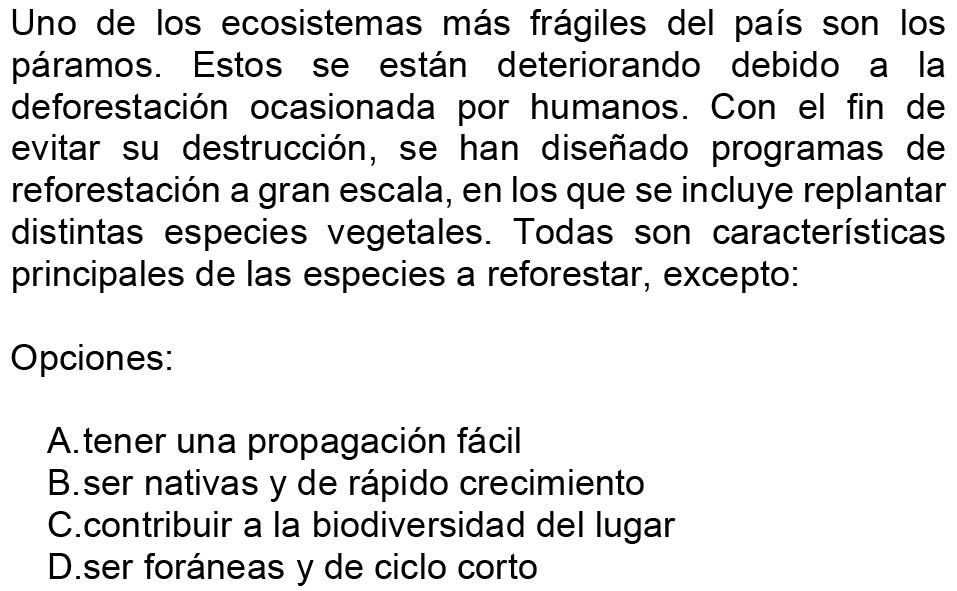 Uno de los ecosistemas más frágiles del país son los
páramos. Estos se están deteriorando debido a la
deforestación ocasionada por humanos. Con el fin de
evitar su destrucción, se han diseñado programas de
reforestación a gran escala, en los que se incluye replantar
distintas especies vegetales. Todas son características
principales de las especies a reforestar, excepto:
Opciones:
A.tener una propagación fácil
B.ser nativas y de rápido crecimiento
C.contribuir a la biodiversidad del lugar
D.ser foráneas y de ciclo corto